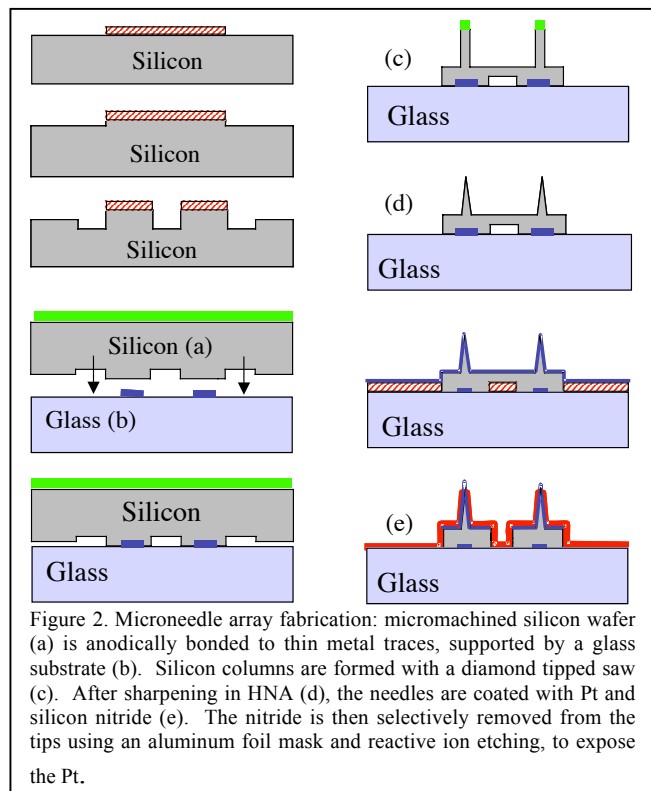 Silicon
Silicon
Silicon
Silicon (a)
Glass (b)
Silicon
Glass
(c)
Glass
(d)
Glass
Glass
(e)
Glass
Figure 2. Microneedle array fabrication: micromachined silicon wafer
(a) is anodically bonded to thin metal traces, supported by a glass
substrate (b). Silicon columns are formed with a diamond tipped saw
(c). After sharpening in HNA (d), the needles are coated with Pt and
silicon nitride (e). The nitride is then selectively removed from the
tips using an aluminum foil mask and reactive ion etching, to expose
the Pt.